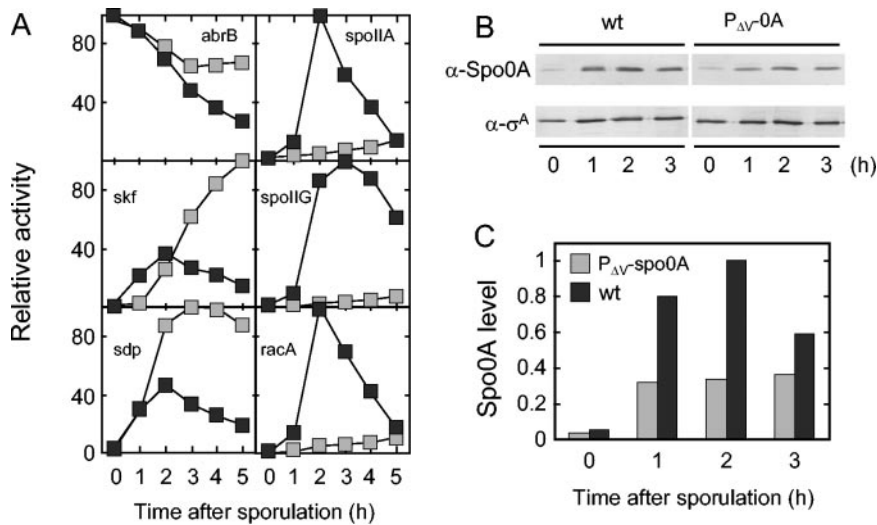 A
Relative activity
80
40
abrB
spoIIA
80
40
skf
spoIIG
80
40
0
sdp
racA
0 1 2 3 4 5 0 1 2 3 4 5
Time after sporulation (h)
B
wt
PΔV-0A
α-Spo0A
α-σA
0 1 2 3 0 1 2 3 (h)
C
Spo0A level
1
0.8
0.6
0.4
0.2
0
PΔV-spo0A
wt
0 1 2 3
Time after sporulation (h)